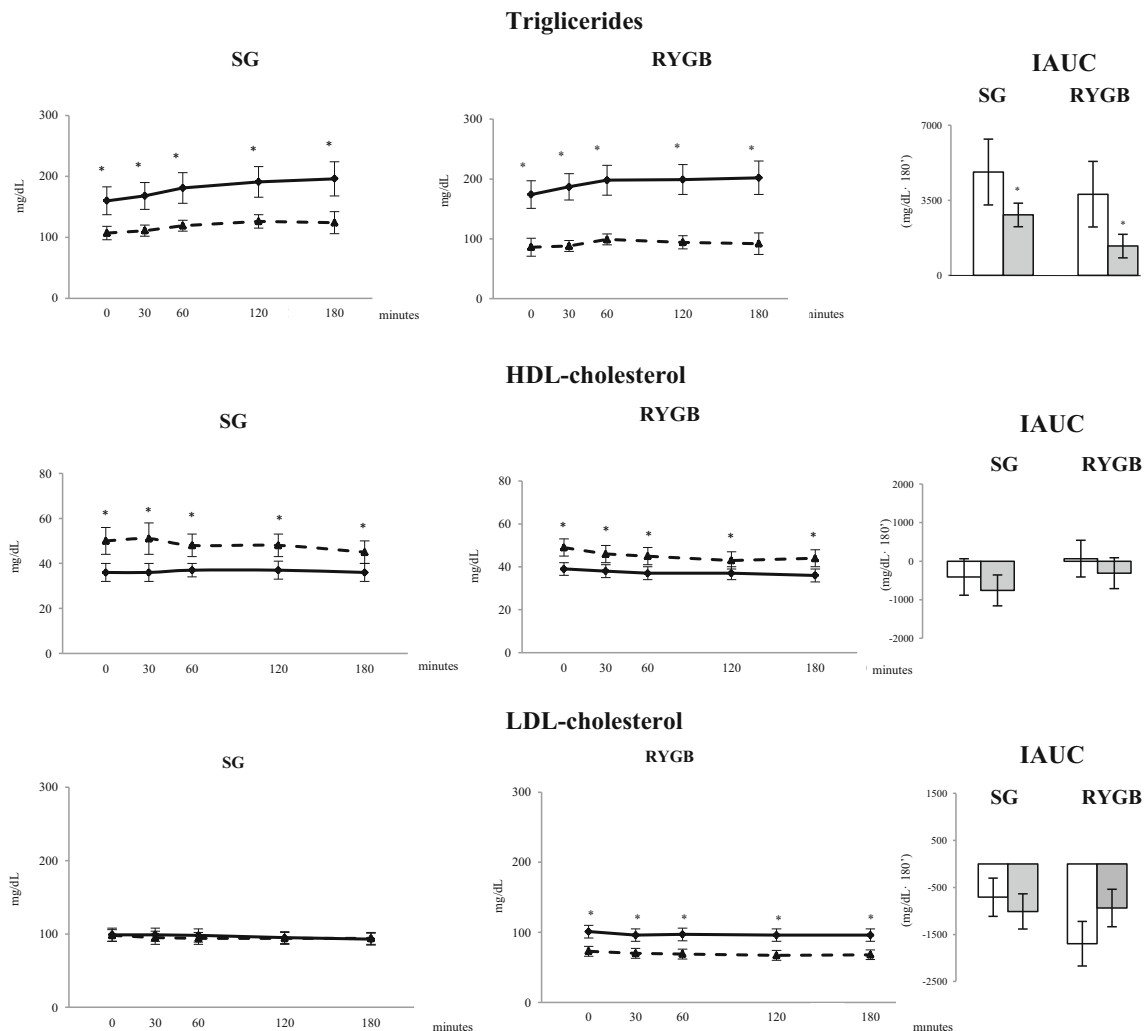 Triglicerides
SG
RYGB
IAUC
SG RYGB
mg/dL
300
200
100
0
* * * * *
0 30 60 120 180 minutes
mg/dL
300
200
100
0
* * * * *
0 30 60 120 180 minutes
(mg/dL· 180’)
7000
3500
0
* *
HDL-cholesterol
SG
RYGB
IAUC
SG RYGB
mg/dL
80
60
40
20
0
* * * * *
0 30 60 120 180 minutes
mg/dL
80
60
40
20
0
* * * * *
0 30 60 120 180 minutes
(mg/dL· 180’)
2000
1000
0
-1000
-2000
LDL-cholesterol
SG
RYGB
IAUC
SG RYGB
mg/dL
300
200
100
0
0 30 60 120 180 minutes
mg/dL
300
200
100
0
* * * * *
0 30 60 120 180 minutes
(mg/dL· 180’)
1500
500
-500
-1500
-2500